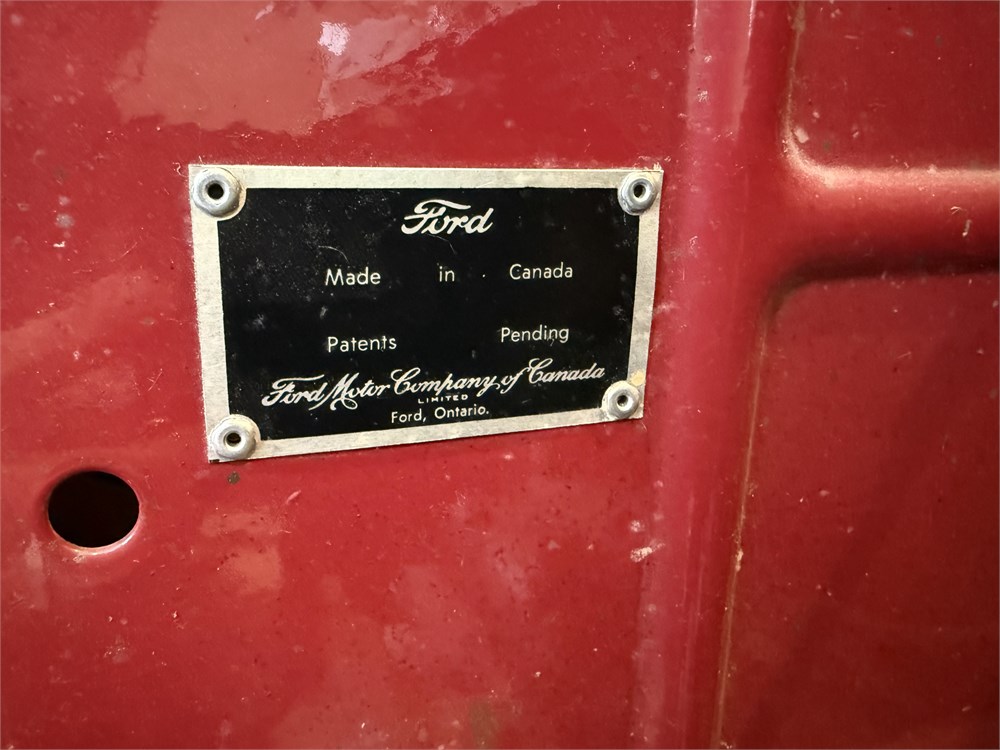 Ford
Made in Canada
Patents Pending
Ford Motor Company of Canada
LIMITED
Ford, Ontario.